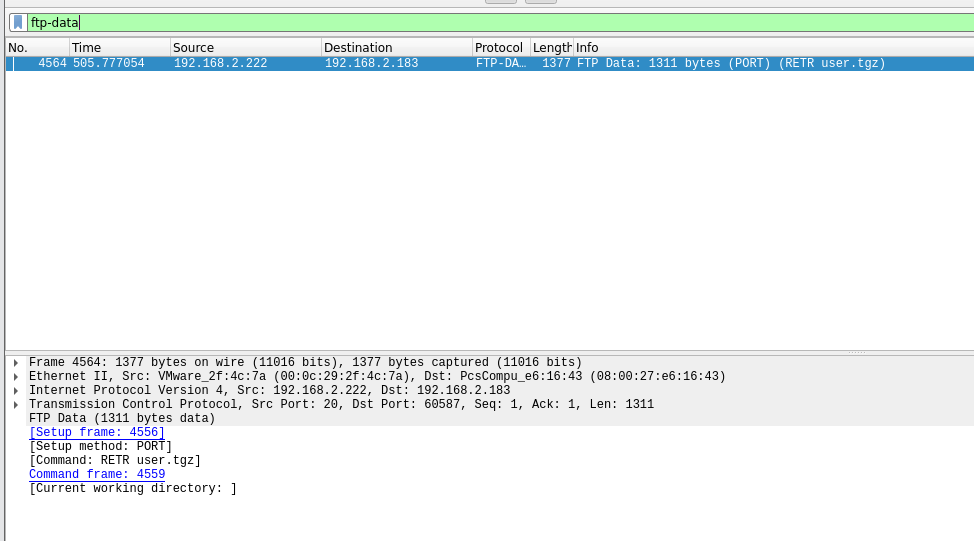 ftp-data
No. Time Source Destination Protocol Length Info
4564 505.777054 192.168.2.222 192.168.2.183 FTP-DA… 1377 FTP Data: 1311 bytes (PORT) (RETR user.tgz)
Frame 4564: 1377 bytes on wire (11016 bits), 1377 bytes captured (11016 bits)
Ethernet II, Src: VMware_2f:4c:7a (00:0c:29:2f:4c:7a), Dst: PcsCompu_e6:16:43 (08:00:27:e6:16:43)
Internet Protocol Version 4, Src: 192.168.2.222, Dst: 192.168.2.183
Transmission Control Protocol, Src Port: 20, Dst Port: 60587, Seq: 1, Ack: 1, Len: 1311
FTP Data (1311 bytes data)
[Setup frame: 4556]
[Setup method: PORT]
[Command: RETR user.tgz]
Command frame: 4559
[Current working directory: ]